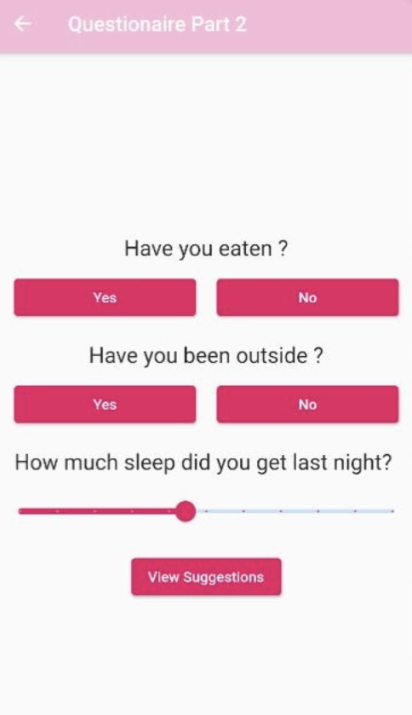 Questionaire Part 2
Have you eaten ?
Yes No
Have you been outside ?
Yes No
How much sleep did you get last night?
View Suggestions